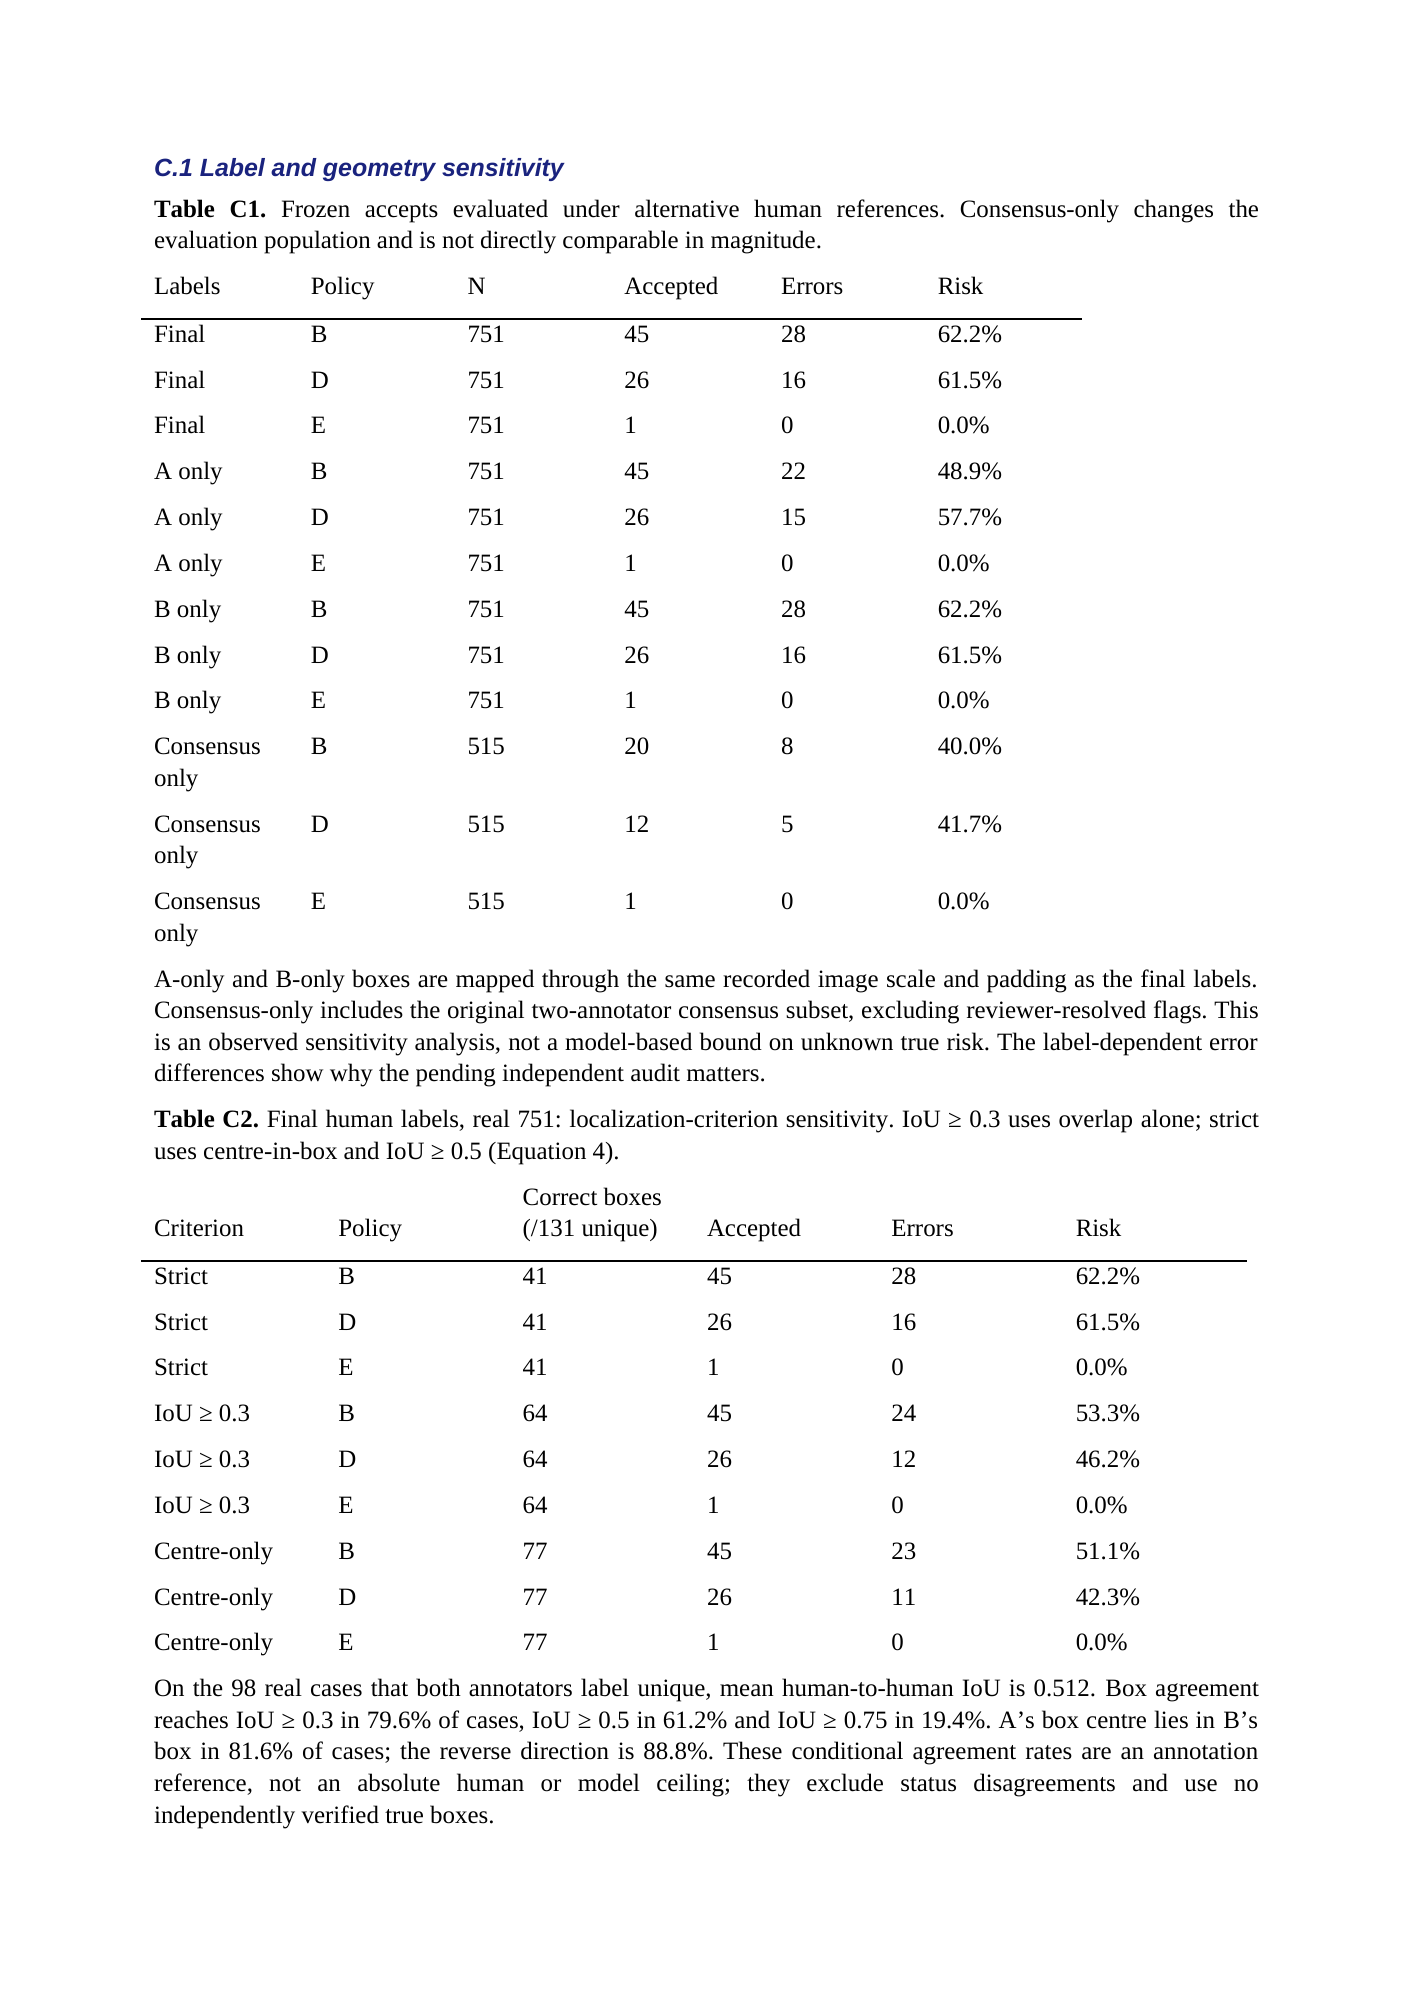 C.1 Label and geometry sensitivity
Table C1. Frozen accepts evaluated under alternative human references. Consensus-only changes the
evaluation population and is not directly comparable in magnitude.
Labels Policy N Accepted Errors Risk
Final B 751 45 28 62.2%
Final D 751 26 16 61.5%
Final E 751 1 0 0.0%
A only B 751 45 22 48.9%
A only D 751 26 15 57.7%
A only E 751 1 0 0.0%
B only B 751 45 28 62.2%
B only D 751 26 16 61.5%
B only E 751 1 0 0.0%
Consensus B 515 20 8 40.0%
only
Consensus D 515 12 5 41.7%
only
Consensus E 515 1 0 0.0%
only
A-only and B-only boxes are mapped through the same recorded image scale and padding as the final labels.
Consensus-only includes the original two-annotator consensus subset, excluding reviewer-resolved flags. This
is an observed sensitivity analysis, not a model-based bound on unknown true risk. The label-dependent error
differences show why the pending independent audit matters.
Table C2. Final human labels, real 751: localization-criterion sensitivity. IoU ≥ 0.3 uses overlap alone; strict
uses centre-in-box and IoU ≥ 0.5 (Equation 4).
Correct boxes
Criterion Policy (/131 unique) Accepted Errors Risk
Strict B 41 45 28 62.2%
Strict D 41 26 16 61.5%
Strict E 41 1 0 0.0%
IoU ≥ 0.3 B 64 45 24 53.3%
IoU ≥ 0.3 D 64 26 12 46.2%
IoU ≥ 0.3 E 64 1 0 0.0%
Centre-only B 77 45 23 51.1%
Centre-only D 77 26 11 42.3%
Centre-only E 77 1 0 0.0%
On the 98 real cases that both annotators label unique, mean human-to-human IoU is 0.512. Box agreement
reaches IoU ≥ 0.3 in 79.6% of cases, IoU ≥ 0.5 in 61.2% and IoU ≥ 0.75 in 19.4%. A’s box centre lies in B’s
box in 81.6% of cases; the reverse direction is 88.8%. These conditional agreement rates are an annotation
reference, not an absolute human or model ceiling; they exclude status disagreements and use no
independently verified true boxes.